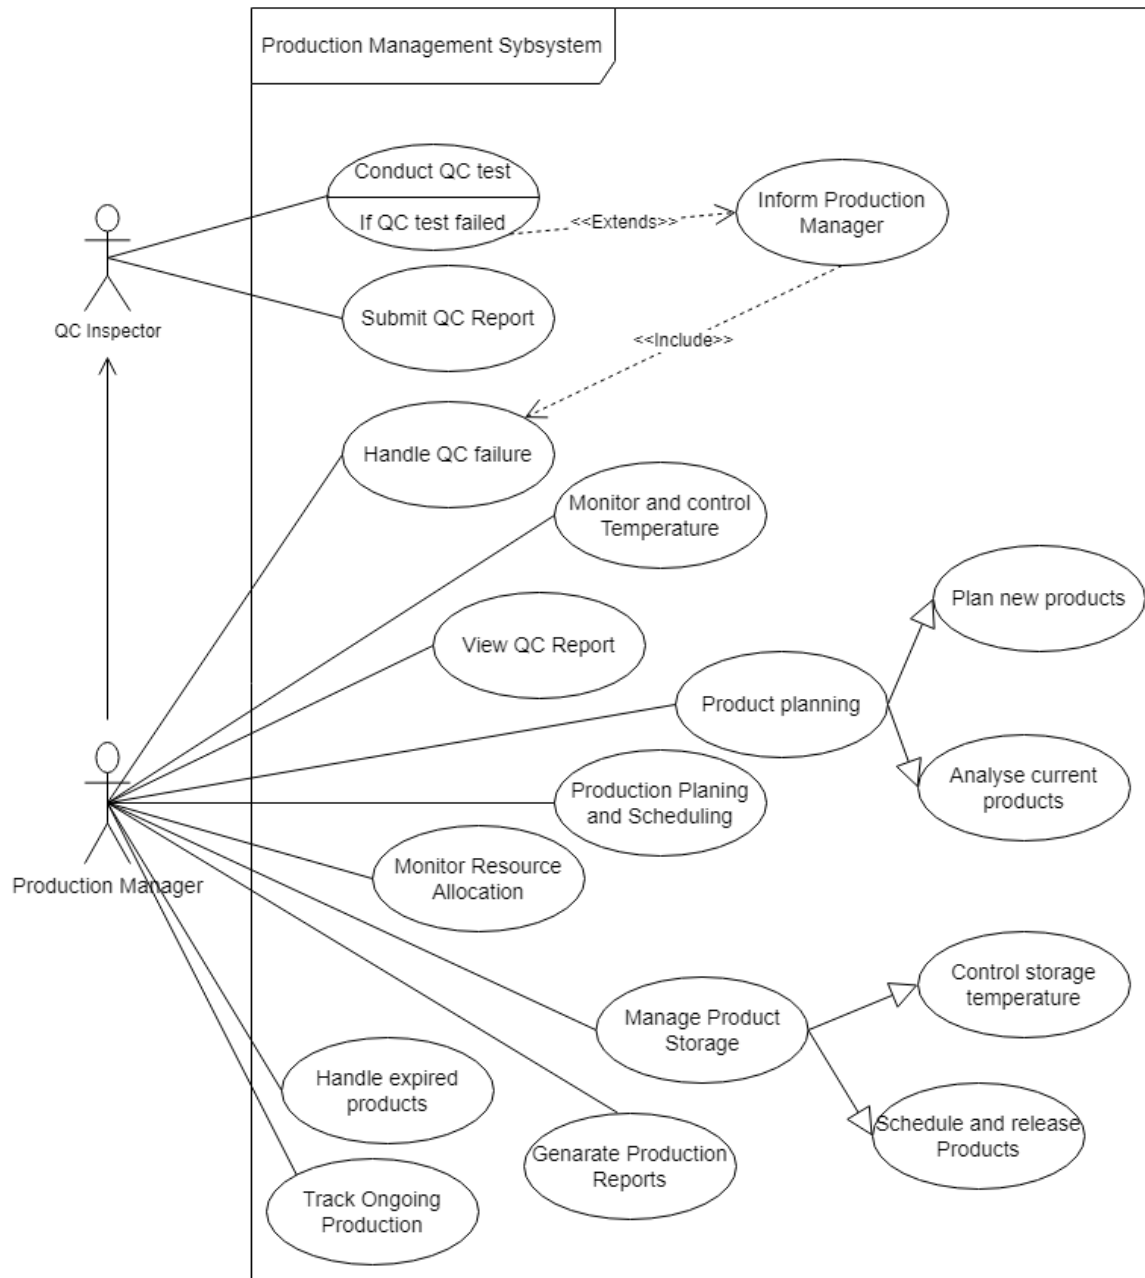 Production Management Sybsystem
Conduct QC test
If QC test failed
<<Extends>>
Inform Production
Manager
QC Inspector
Submit QC Report
<<Include>>
Handle QC failure
Monitor and control
Temperature
Plan new products
View QC Report
Product planning
Analyse current
products
Production Planing
and Scheduling
Monitor Resource
Allocation
Production Manager
Control storage
temperature
Manage Product
Storage
Handle expired
products
Schedule and release
Products
Genarate Production
Reports
Track Ongoing
Production